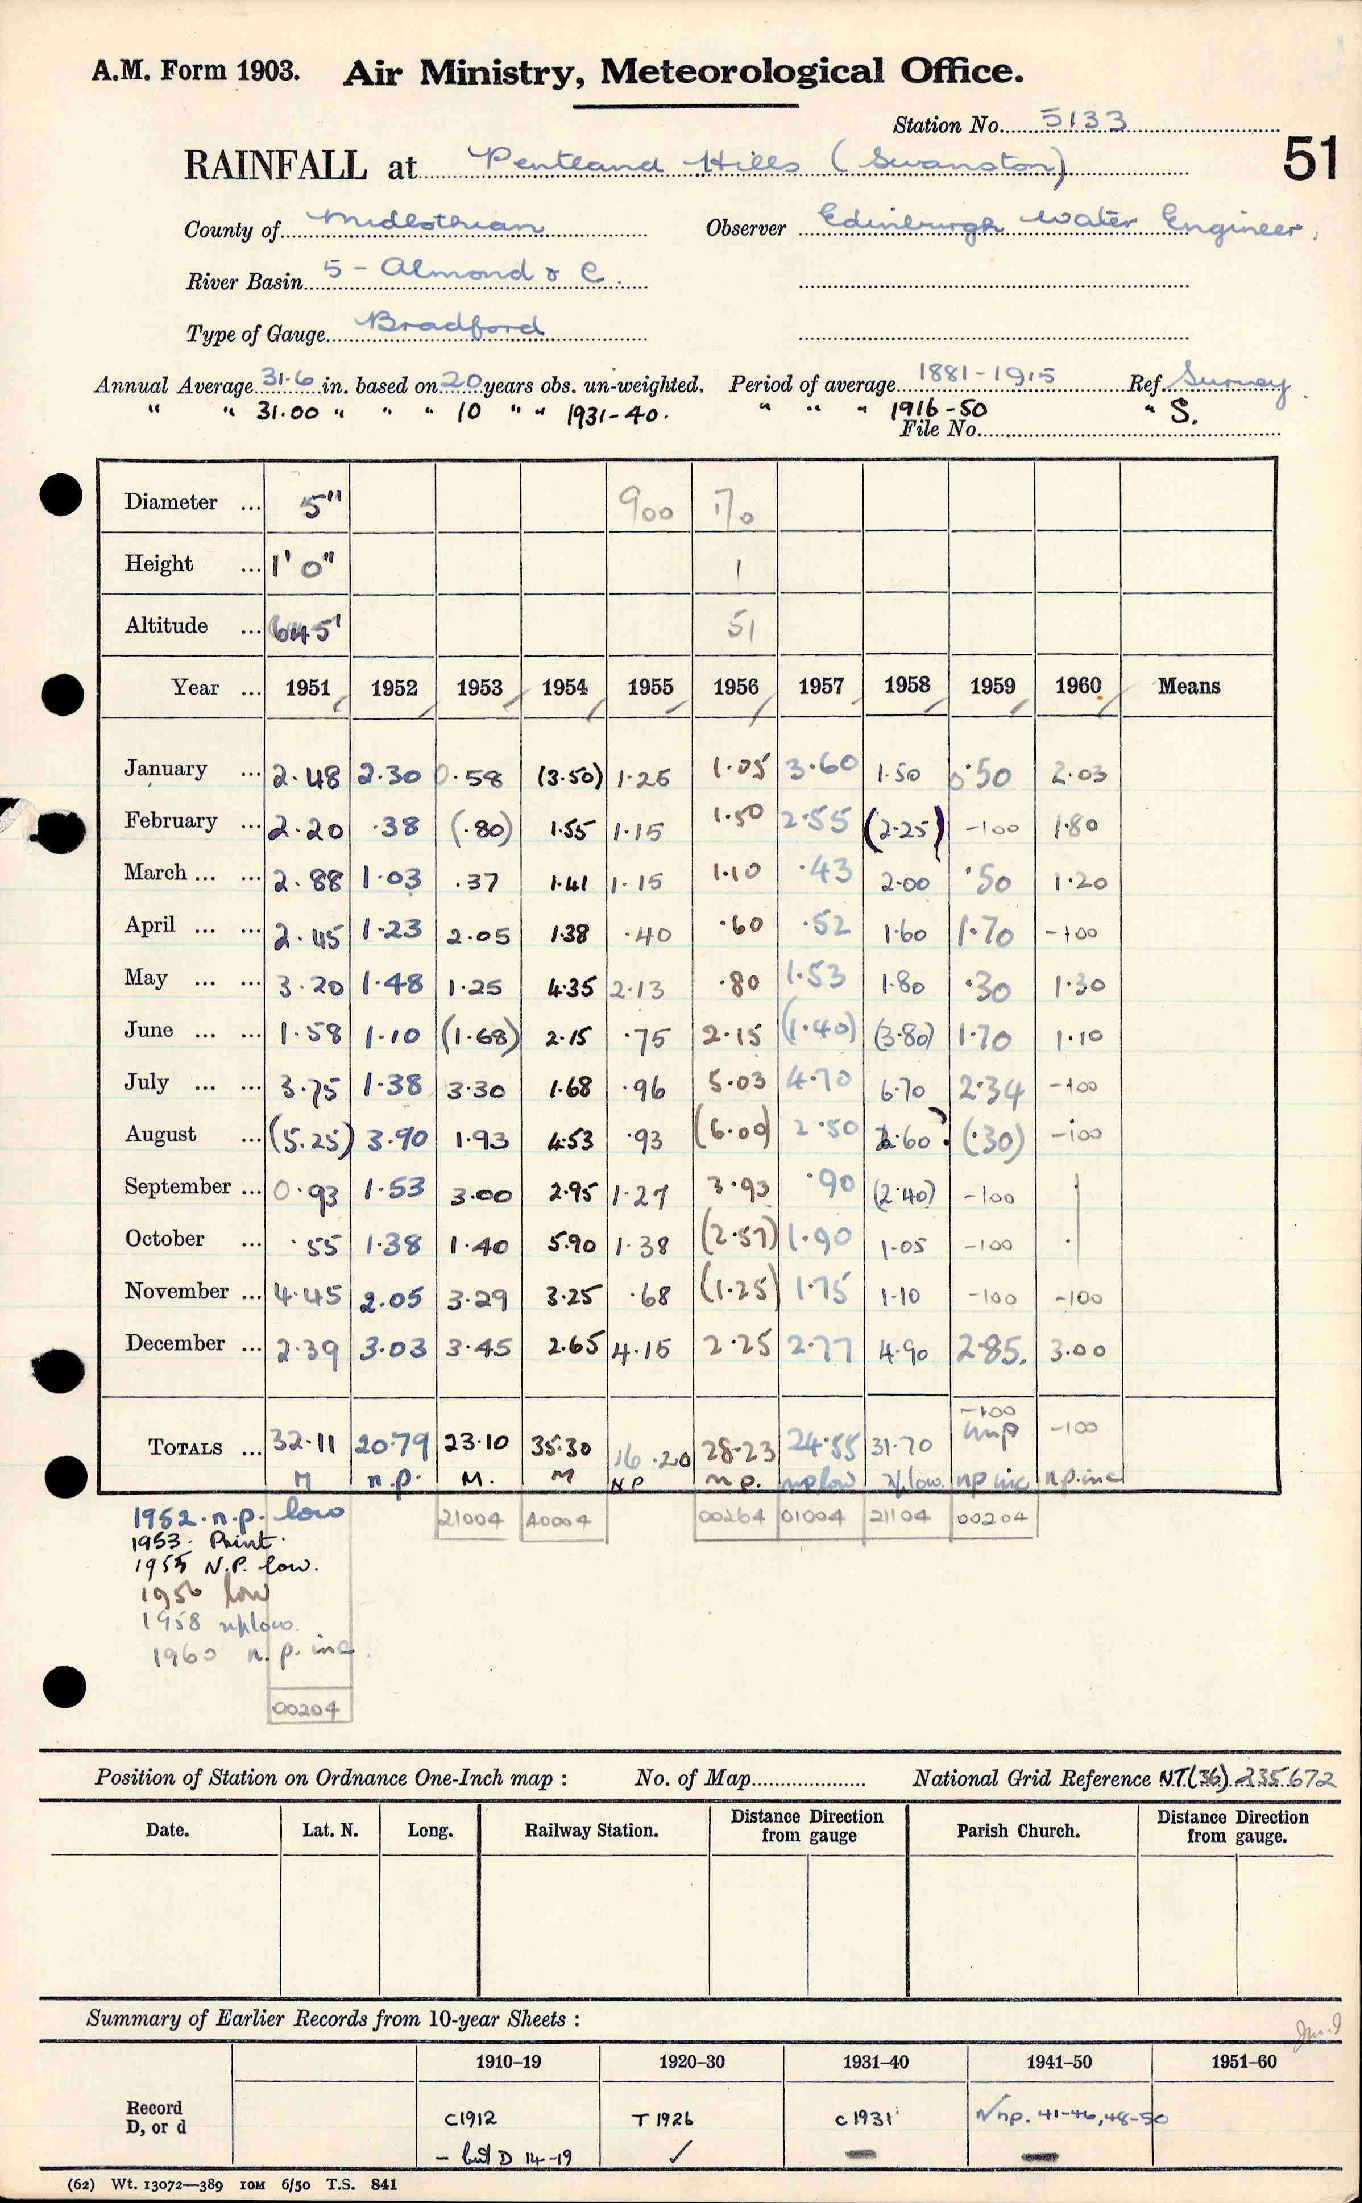 A.M. Form 1903. Air Ministry, Meteorological Office.
Station No. 5133
RAINFALL at Pentland Hills (Swanston) 51
County of Midlothian Observer Edinburgh Water Engineer.
River Basin 5 - Almond & C.
Type of Gauge Bradford
Annual Average 31.6 in. based on 20 years obs. un-weighted. Period of average 1881-1915 Ref. Survey
" " 31.00 " " " 10 " " 1931-40. " " " 1916-50 " S.
File No.
Diameter ... 5" 900 170
Height ... 1' 0" 1
Altitude ... 645' 51
Year ... 1951 1952 1953 1954 1955 1956 1957 1958 1959 1960 Means
January ... 2.48 2.30 0.58 (3.50) 1.25 1.05 3.60 1.50 0.50 2.03
February ... 2.20 .38 (.80) 1.55 1.15 1.50 2.55 (2.25) -100 1.80
March ... ... 2.88 1.03 .37 1.41 1.15 1.10 .43 2.00 .50 1.20
April ... ... 2.45 1.23 2.05 1.38 .40 .60 .52 1.60 1.70 -100
May ... ... 3.20 1.48 1.25 4.35 2.13 .80 1.53 1.80 .30 1.30
June ... ... 1.58 1.10 (1.68) 2.15 .75 2.15 (1.40) (3.80) 1.70 1.10
July ... ... 3.75 1.38 3.30 1.68 .96 5.03 4.70 6.70 2.34 -100
August ... (5.25) 3.90 1.93 4.53 .93 (6.00) 2.50 2.60 (.30) -100
September ... 0.93 1.53 3.00 2.95 1.27 3.93 .90 (2.40) -100
October ... .55 1.38 1.40 5.90 1.38 (2.57) 1.90 1.05 -100
November ... 4.45 2.05 3.29 3.25 .68 (1.25) 1.75 1.10 -100 -100
December ... 2.39 3.03 3.45 2.65 4.15 2.25 2.77 4.90 2.85. 3.00
-100
TOTALS ... 32.11 20.79 23.10 35.30 16.20 28.23 24.55 31.70 -100
M n.p. M. M NP n p. np low np low. np inc n.p. inc
1952. n.p. low 21004 A0004 00264 01004 21104 00204
1953. Print.
1955 N.P. low.
1956 low
1958 np low.
1960 n.p. inc.
00204
Position of Station on Ordnance One-Inch map : No. of Map National Grid Reference N.T.(36) 235672
Date. Lat. N. Long. Railway Station. Distance from gauge Direction Parish Church. Distance from gauge. Direction
Summary of Earlier Records from 10-year Sheets :
1910–19 1920–30 1931–40 1941–50 1951–60
Record C1912 T 1926 C 1931 np. 41-46, 48-50
D, or d - but D 14-19 ✓ — —
(62) Wt. 13072—389 10M 6/50 T.S. 841